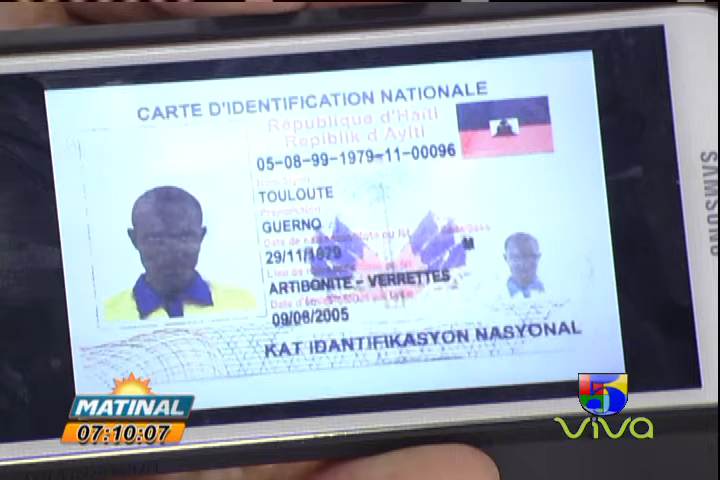 CARTE D'IDENTIFICATION NATIONALE
République d'Haïti
Repiblik d Ayiti
05-08-99-1979-11-00096
TOULOUTE
GUERNO
29/11/1979
M
ARTIBONITE - VERRETTES
09/08/2005
KAT IDANTIFIKASYON NASYONAL
SAMSUNG
MATINAL
07:10:07
5
viva